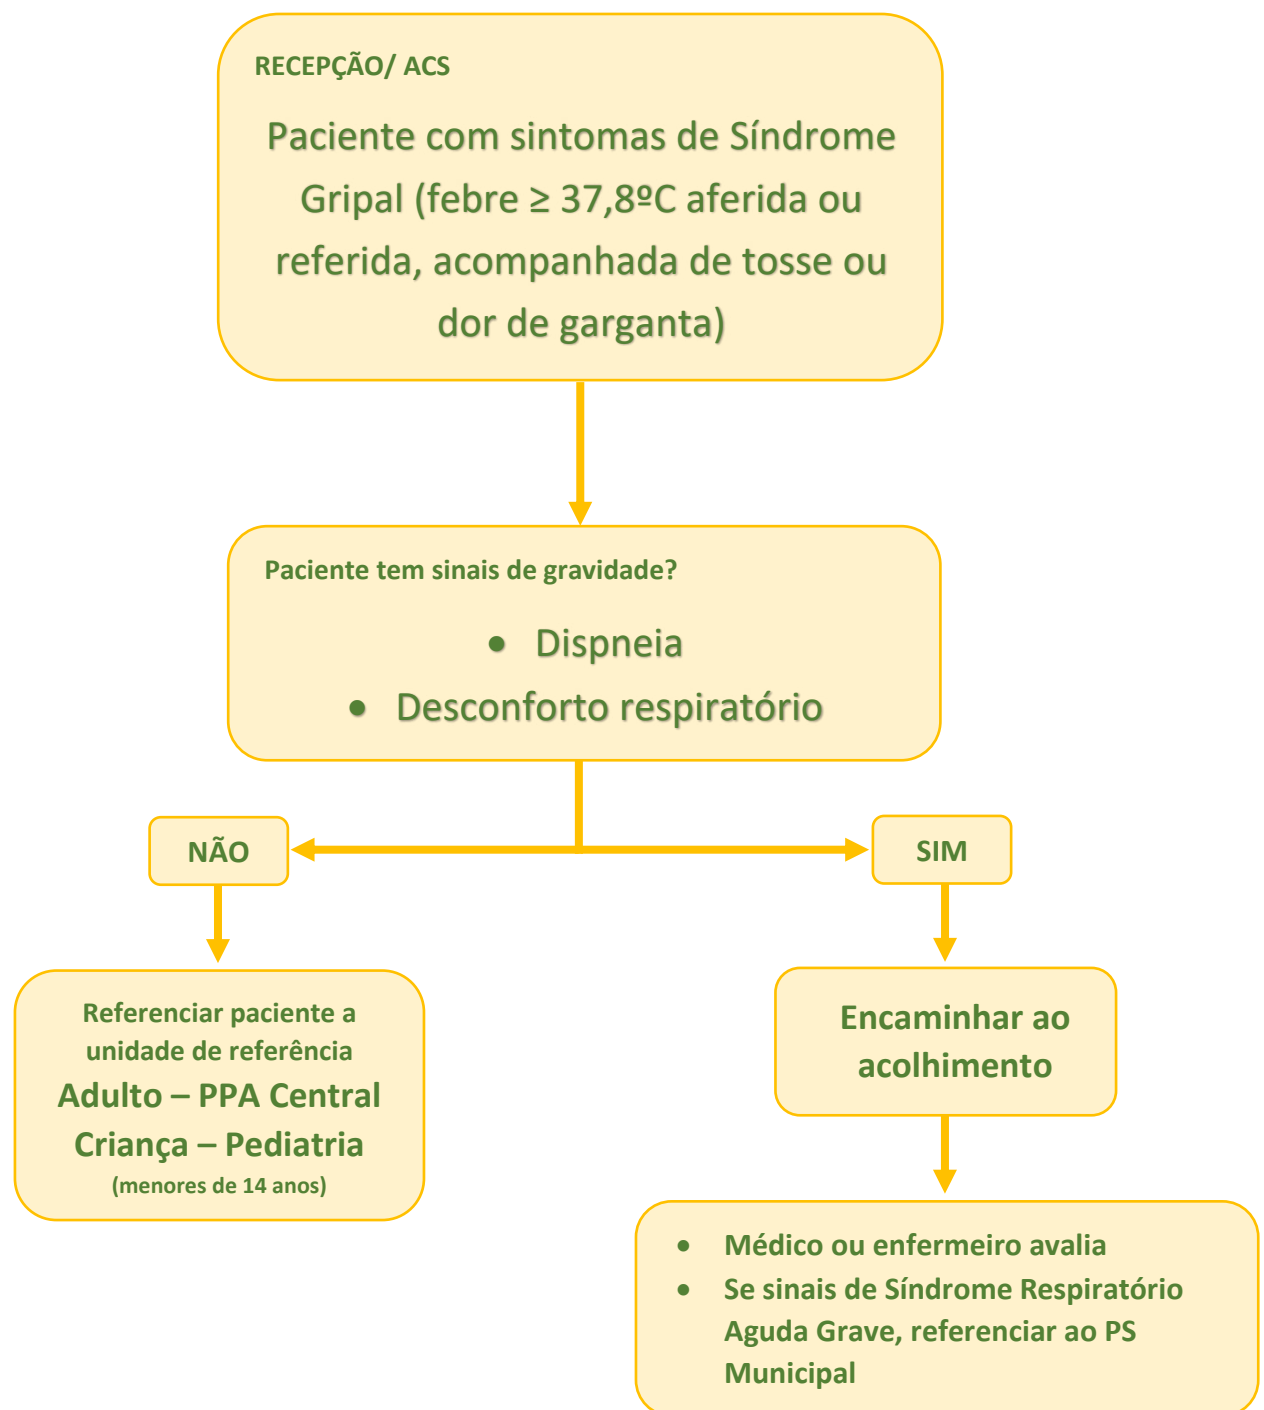 RECEPÇÃO/ ACS
Paciente com sintomas de Síndrome
Gripal (febre ≥ 37,8ºC aferida ou
referida, acompanhada de tosse ou
dor de garganta)
Paciente tem sinais de gravidade?
• Dispneia
• Desconforto respiratório
NÃO
SIM
Referenciar paciente a
unidade de referência
Adulto – PPA Central
Criança – Pediatria
(menores de 14 anos)
Encaminhar ao
acolhimento
• Médico ou enfermeiro avalia
• Se sinais de Síndrome Respiratório
Aguda Grave, referenciar ao PS
Municipal